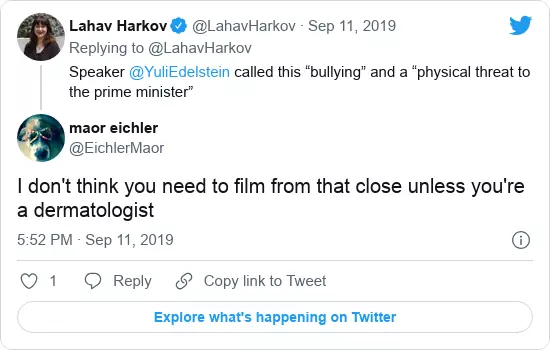 Lahav Harkov @LahavHarkov · Sep 11, 2019
Replying to @LahavHarkov
Speaker @YuliEdelstein called this “bullying” and a “physical threat to
the prime minister”
maor eichler
@EichlerMaor
I don't think you need to film from that close unless you're
a dermatologist
5:52 PM · Sep 11, 2019
1 Reply Copy link to Tweet
Explore what's happening on Twitter